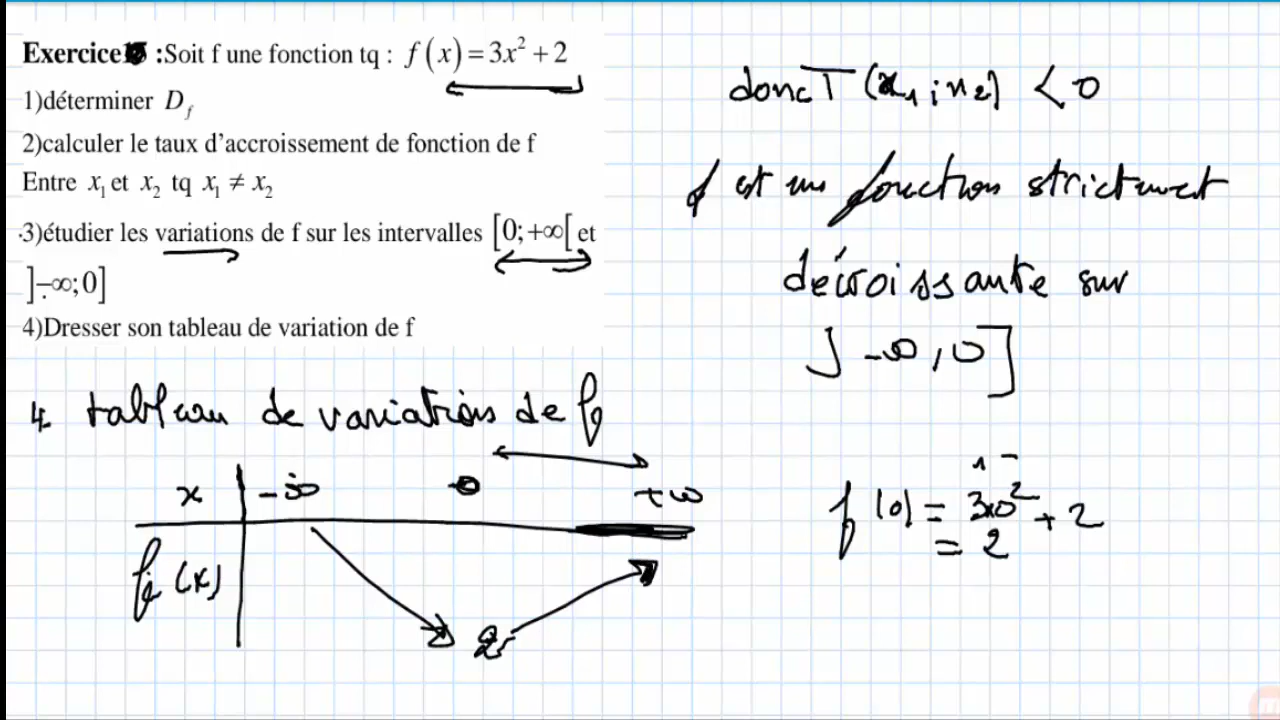 Exercice :Soit f une fonction tq : f(x) = 3x² + 2
1)déterminer D_f
2)calculer le taux d'accroissement de fonction de f
Entre x₁ et x₂ tq x₁ ≠ x₂
3)étudier les variations de f sur les intervalles [0;+∞[ et
]-∞;0]
4)Dresser son tableau de variation de f
4. tableau de variations de f
x -∞ 0 +∞
f(x)
2
donc T(x₁;x₂) < 0
f est un fonction strictment
décroissante sur
]-∞,0]
f(0) = 3×0² + 2
= 2